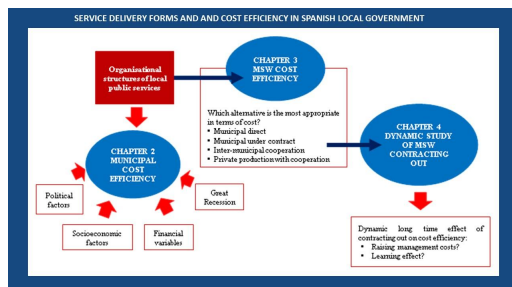 SERVICE DELIVERY FORMS AND AND COST EFFICIENCY IN SPANISH LOCAL GOVERNMENT
Organisational
structures of local
public services
CHAPTER 3
MSW COST
EFFICIENCY
Which alternative is the most appropriate
in terms of cost?
▪ Municipal direct
▪ Municipal under contract
▪ Inter-municipal cooperation
▪ Private production with cooperation
CHAPTER 4
DYNAMIC STUDY
OF MSW
CONTRACTING
OUT
CHAPTER 2
MUNICIPAL
COST
EFFICIENCY
Political
factors
Socioeconomic
factors
Financial
variables
Great
Recession
Dynamic long time effect of
contracting out on cost efficiency:
▪ Raising management costs?
▪ Learning effect?